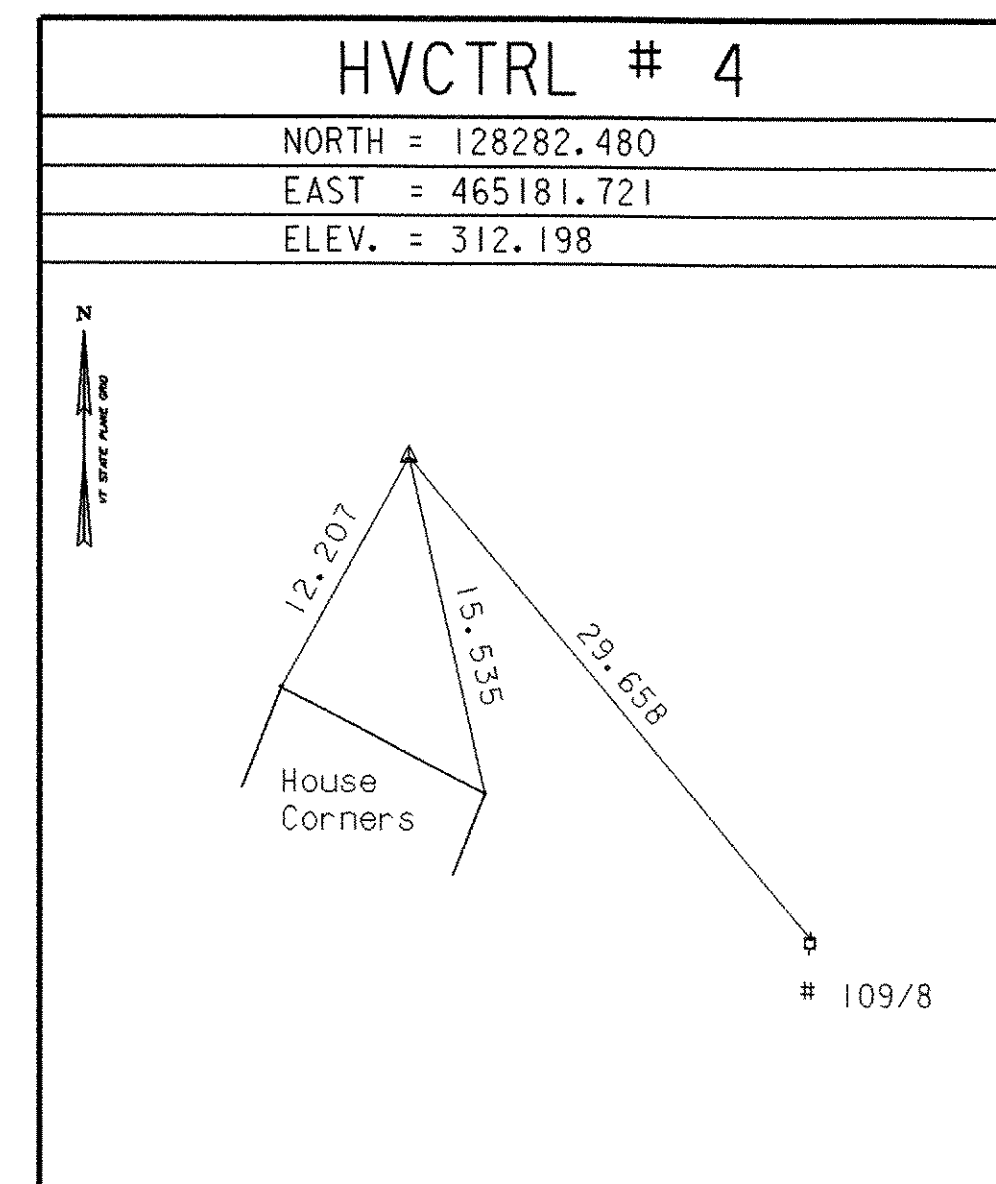 HVCTRL # 4
NORTH = 128282.480
EAST = 465181.721
ELEV. = 312.198
N
VT STATE PLANE GRID
12.207
15.535
29.658
House
Corners
# 109/8